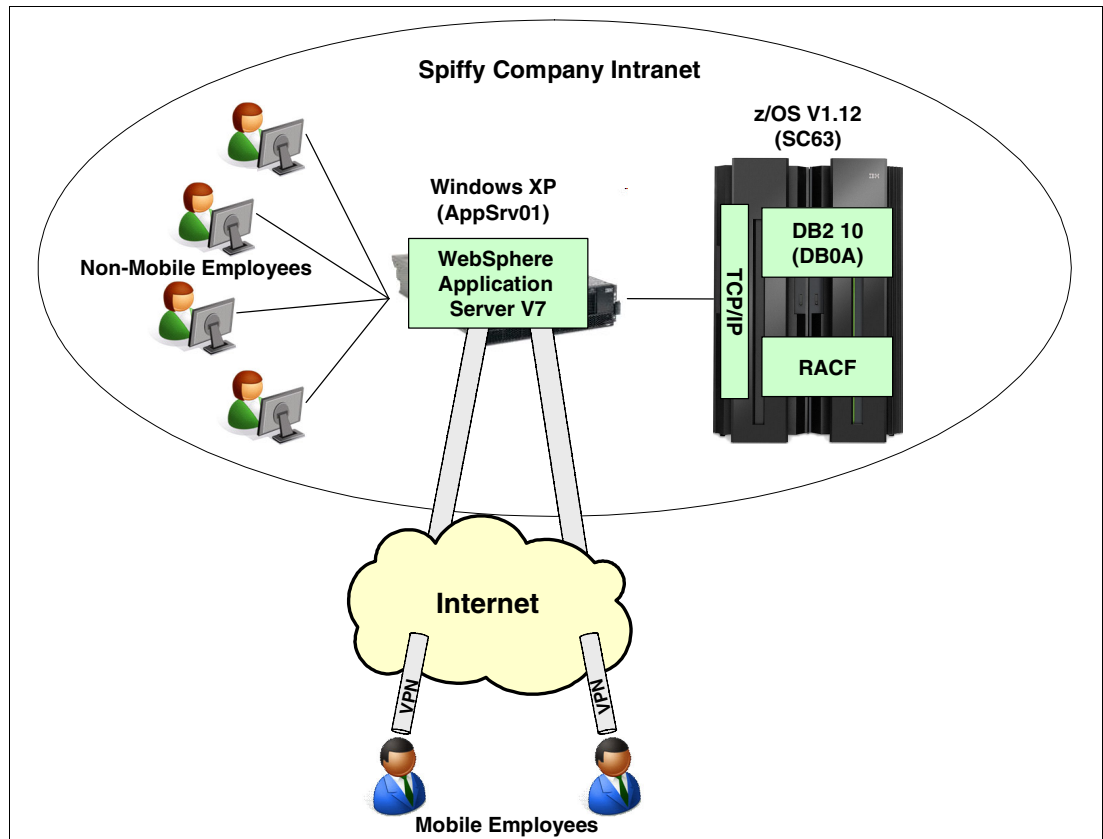 Spiffy Company Intranet
z/OS V1.12
(SC63)
IBM
Windows XP
(AppSrv01)
WebSphere
Application
Server V7
Non-Mobile Employees
TCP/IP
DB2 10
(DB0A)
RACF
Internet
VPN
VPN
Mobile Employees